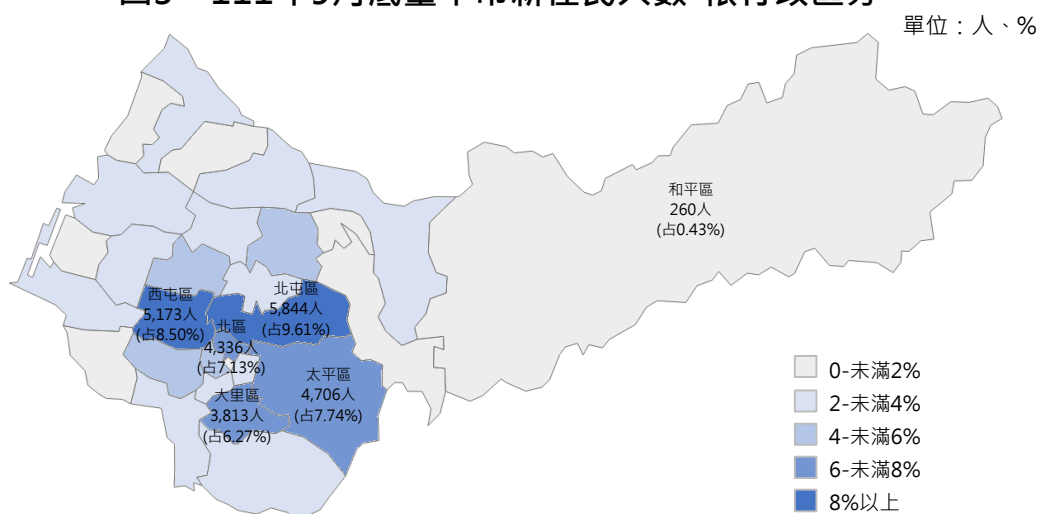 單位：人、%
和平區
260人
(占0.43%)
西屯區
5,173人
(占8.50%)
北屯區
5,844人
(占9.61%)
北區
4,336人
(占7.13%)
太平區
4,706人
(占7.74%)
大里區
3,813人
(占6.27%)
0-未滿2%
2-未滿4%
4-未滿6%
6-未滿8%
8%以上